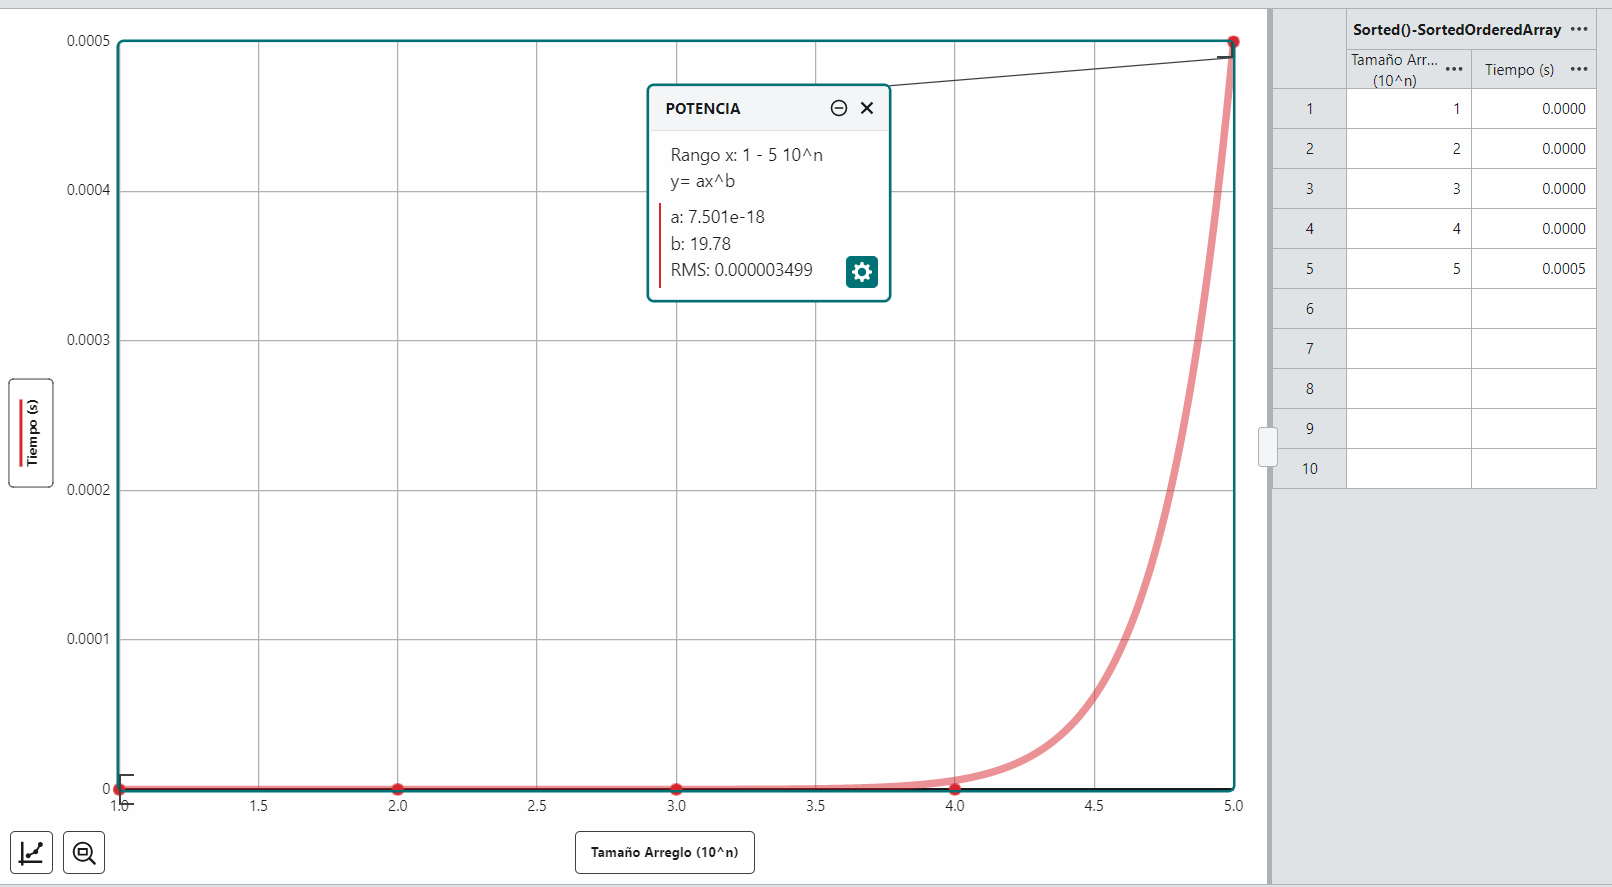 0.0005
0.0004
0.0003
0.0002
0.0001
0
Tiempo (s)
1.0 1.5 2.0 2.5 3.0 3.5 4.0 4.5 5.0
Tamaño Arreglo (10^n)
POTENCIA
Rango x: 1 - 5 10^n
y= ax^b
a: 7.501e-18
b: 19.78
RMS: 0.000003499
Sorted()-SortedOrderedArray ...
Tamaño Arr... ... Tiempo (s) ...
(10^n)
1 1 0.0000
2 2 0.0000
3 3 0.0000
4 4 0.0000
5 5 0.0005
6
7
8
9
10